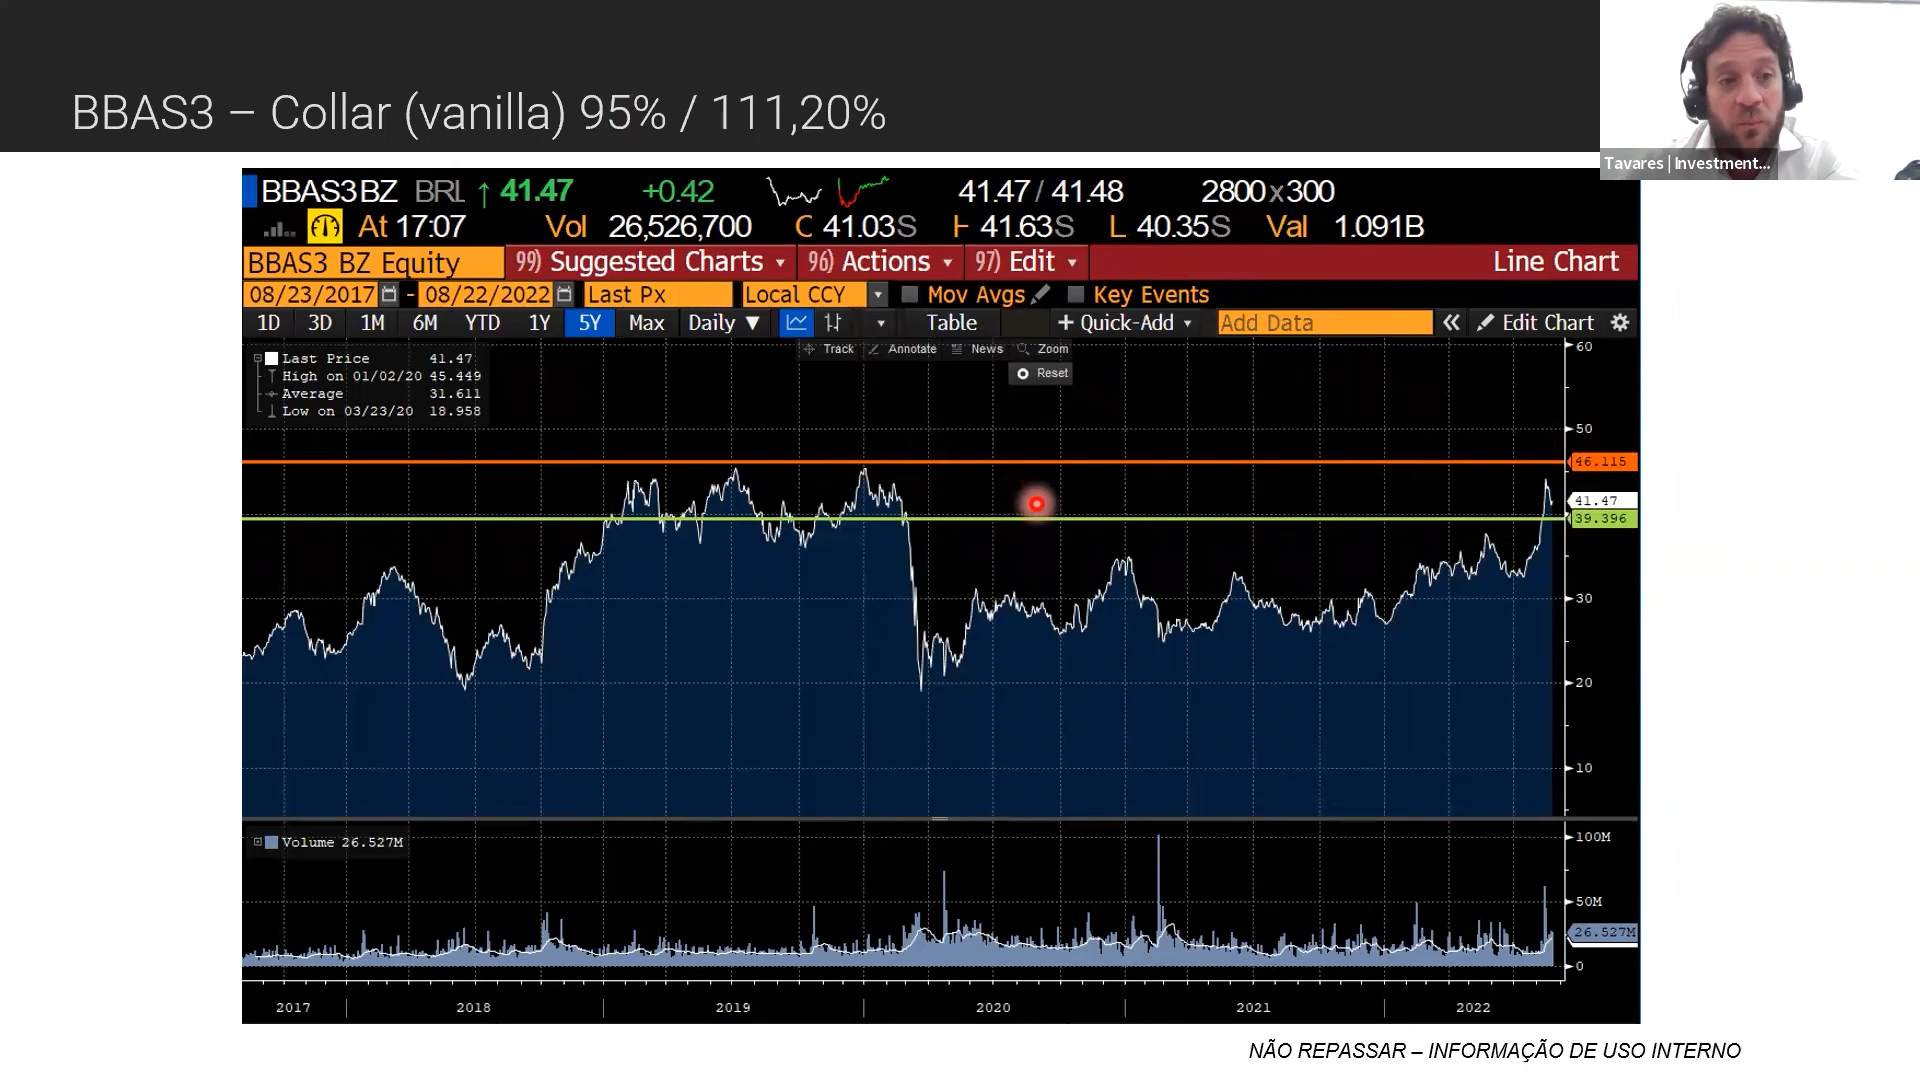 BBAS3 – Collar (vanilla) 95% / 111,20%
Tavares | Investment...
BBAS3 BZ BRL ↑ 41.47 +0.42 41.47 / 41.48 2800 x 300
At 17:07 Vol 26,526,700 C 41.03S H 41.63S L 40.35S Val 1.091B
BBAS3 BZ Equity 99) Suggested Charts 96) Actions 97) Edit Line Chart
08/23/2017 - 08/22/2022 Last Px Local CCY Mov Avgs Key Events
1D 3D 1M 6M YTD 1Y 5Y Max Daily ▼ Table + Quick-Add Add Data « Edit Chart
Track Annotate News Zoom
Reset
Last Price 41.47
High on 01/02/20 45.449
Average 31.611
Low on 03/23/20 18.958
60
50
46.115
41.47
39.396
30
20
10
Volume 26.527M
100M
50M
26.527M
0
2017 2018 2019 2020 2021 2022
NÃO REPASSAR – INFORMAÇÃO DE USO INTERNO